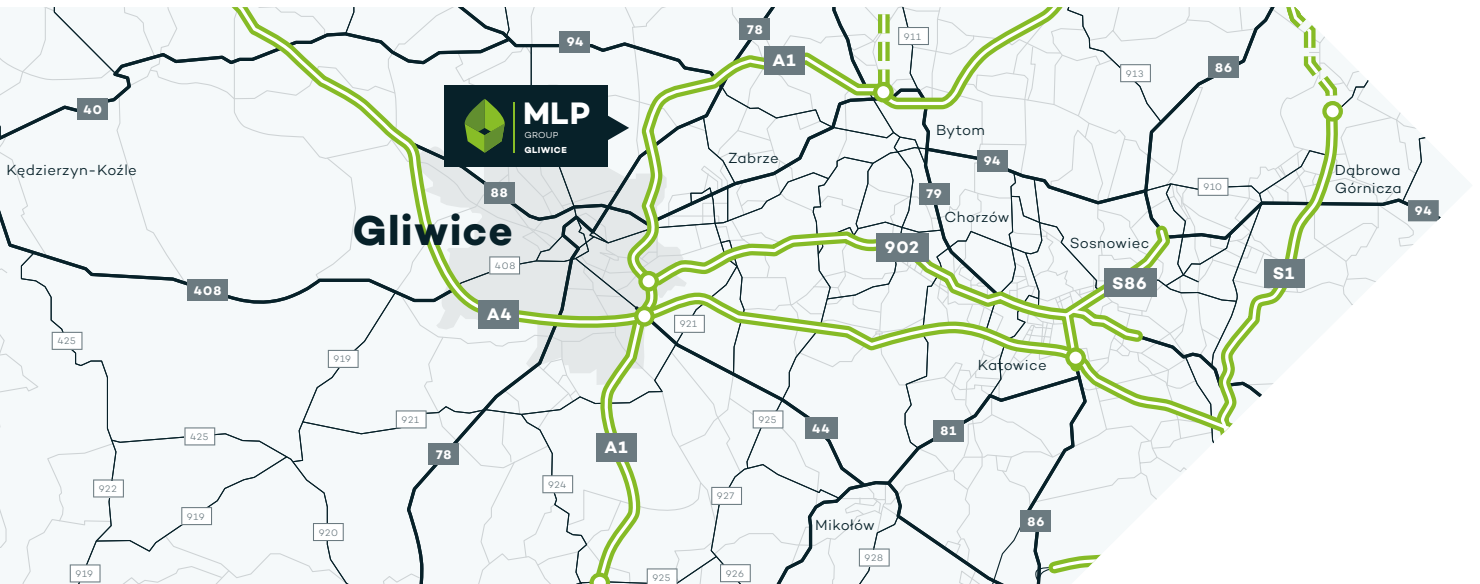 78
911
94
A1
86
913
40
MLP
GROUP
GLIWICE
Bytom
Zabrze
94
Kędzierzyn-Koźle
Dąbrowa
Górnicza
88
79
910
94
Chorzów
Gliwice
Sosnowiec
902
408
S1
S86
408
A4
921
425
919
Katowice
921
925
44
81
425
A1
78
922
924
927
919
86
Mikołów
920
928
919
925
926